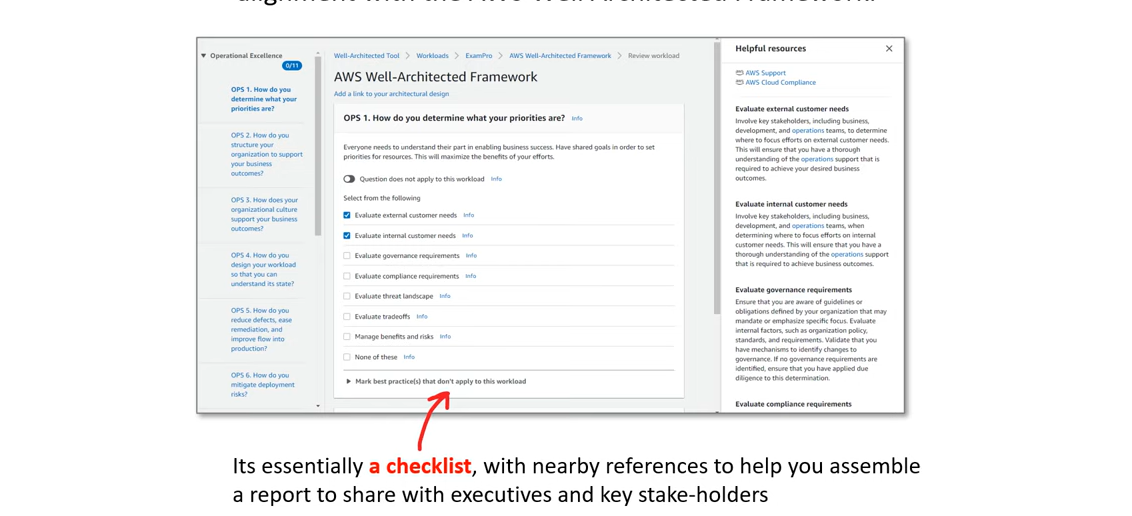 alignment with the AWS Well-Architected Framework.
Operational Excellence
0/11
OPS 1. How do you
determine what your
priorities are?
OPS 2. How do you
structure your
organization to support
your business
outcomes?
OPS 3. How does your
organizational culture
support your business
outcomes?
OPS 4. How do you
design your workload
so that you can
understand its state?
OPS 5. How do you
reduce defects, ease
remediation, and
improve flow into
production?
OPS 6. How do you
mitigate deployment
risks?
Well-Architected Tool > Workloads > ExamPro > AWS Well-Architected Framework > Review workload
AWS Well-Architected Framework
Add a link to your architectural design
OPS 1. How do you determine what your priorities are? Info
Everyone needs to understand their part in enabling business success. Have shared goals in order to set
priorities for resources. This will maximize the benefits of your efforts.
Question does not apply to this workload Info
Select from the following
Evaluate external customer needs Info
Evaluate internal customer needs Info
Evaluate governance requirements Info
Evaluate compliance requirements Info
Evaluate threat landscape Info
Evaluate tradeoffs Info
Manage benefits and risks Info
None of these Info
Mark best practice(s) that don't apply to this workload
Helpful resources
AWS Support
AWS Cloud Compliance
Evaluate external customer needs
Involve key stakeholders, including business,
development, and operations teams, to determine
where to focus efforts on external customer needs.
This will ensure that you have a thorough
understanding of the operations support that is
required to achieve your desired business
outcomes.
Evaluate internal customer needs
Involve key stakeholders, including business,
development, and operations teams, when
determining where to focus efforts on internal
customer needs. This will ensure that you have a
thorough understanding of the operations support
that is required to achieve business outcomes.
Evaluate governance requirements
Ensure that you are aware of guidelines or
obligations defined by your organization that may
mandate or emphasize specific focus. Evaluate
internal factors, such as organization policy,
standards, and requirements. Validate that you
have mechanisms to identify changes to
governance. If no governance requirements are
identified, ensure that you have applied due
diligence to this determination.
Evaluate compliance requirements
Its essentially a checklist, with nearby references to help you assemble
a report to share with executives and key stake-holders